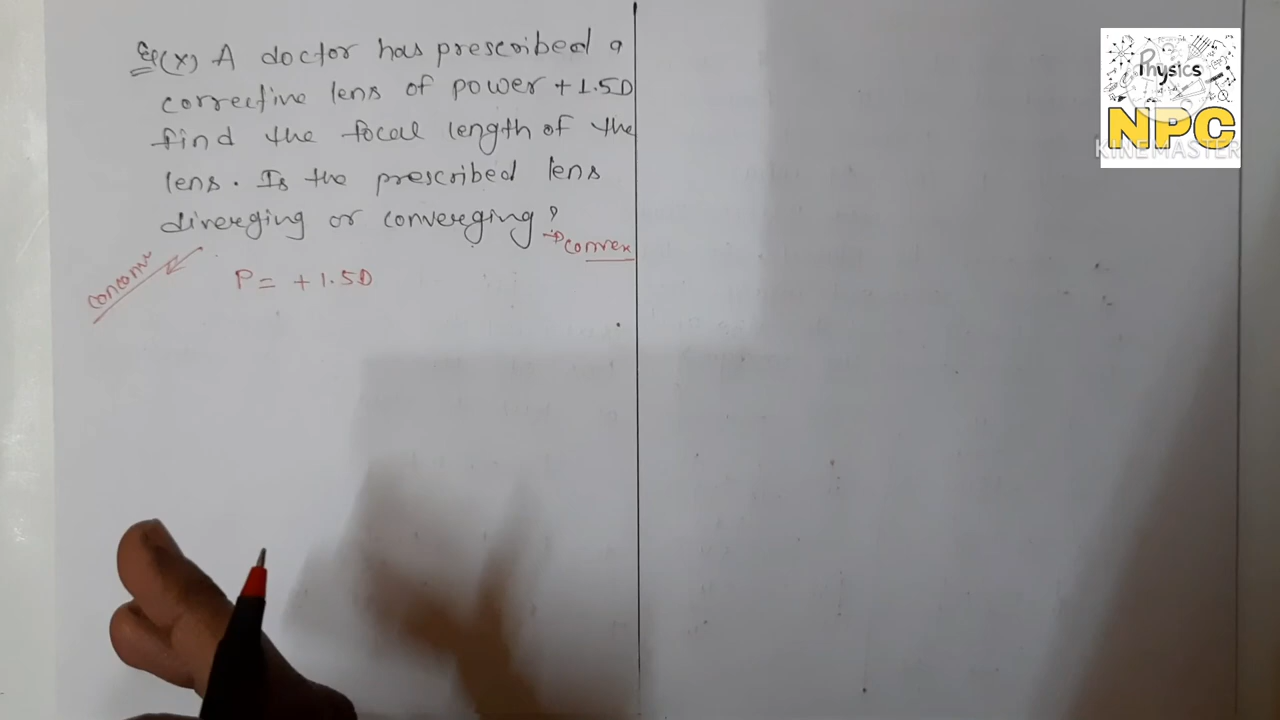 (x) A doctor has prescribed a
corrective lens of power +1.5D
find the focal length of the
lens. Is the prescribed lens
diverging or converging?
→ convex
concave
P = +1.5D
Physics
NPC
KINEMASTER